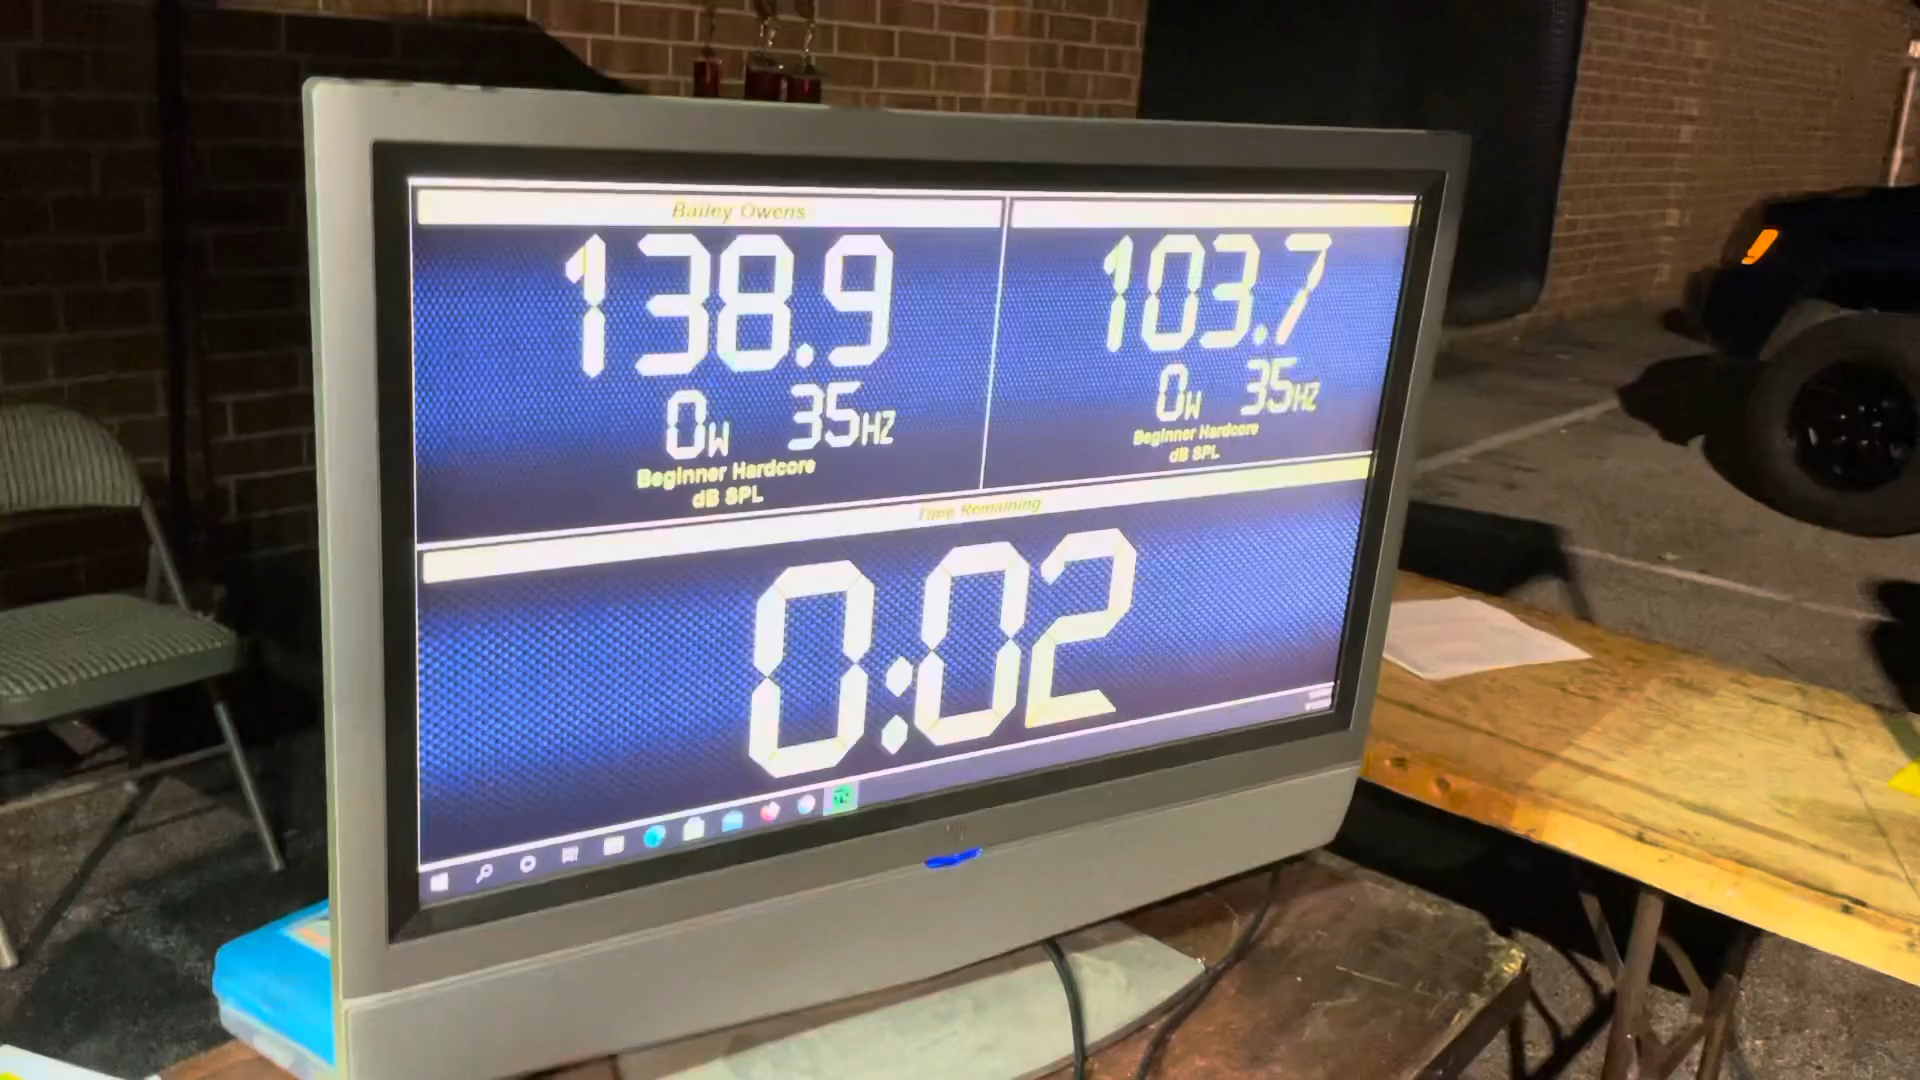 Bailey Owens
138.9
0W 35HZ
Beginner Hardcore
dB SPL
103.7
0W 35HZ
Beginner Hardcore
dB SPL
Time Remaining
0:02